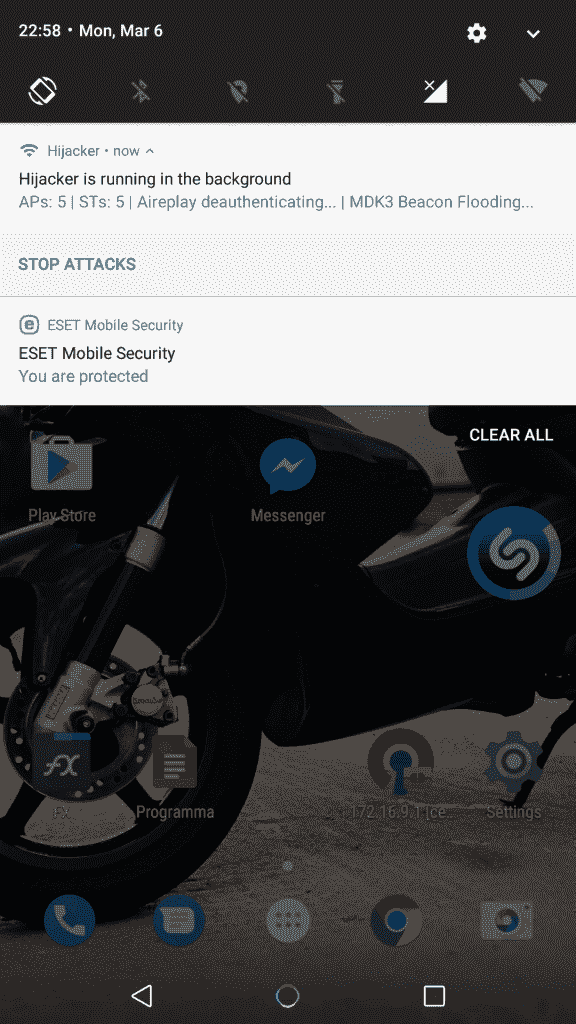 22:58 • Mon, Mar 6
Hijacker • now
Hijacker is running in the background
APs: 5 | STs: 5 | Aireplay deauthenticating... | MDK3 Beacon Flooding...
STOP ATTACKS
ESET Mobile Security
ESET Mobile Security
You are protected
CLEAR ALL
Play Store
Messenger
FX
FX
Programma
172.16.9.1 [ce...
Settings